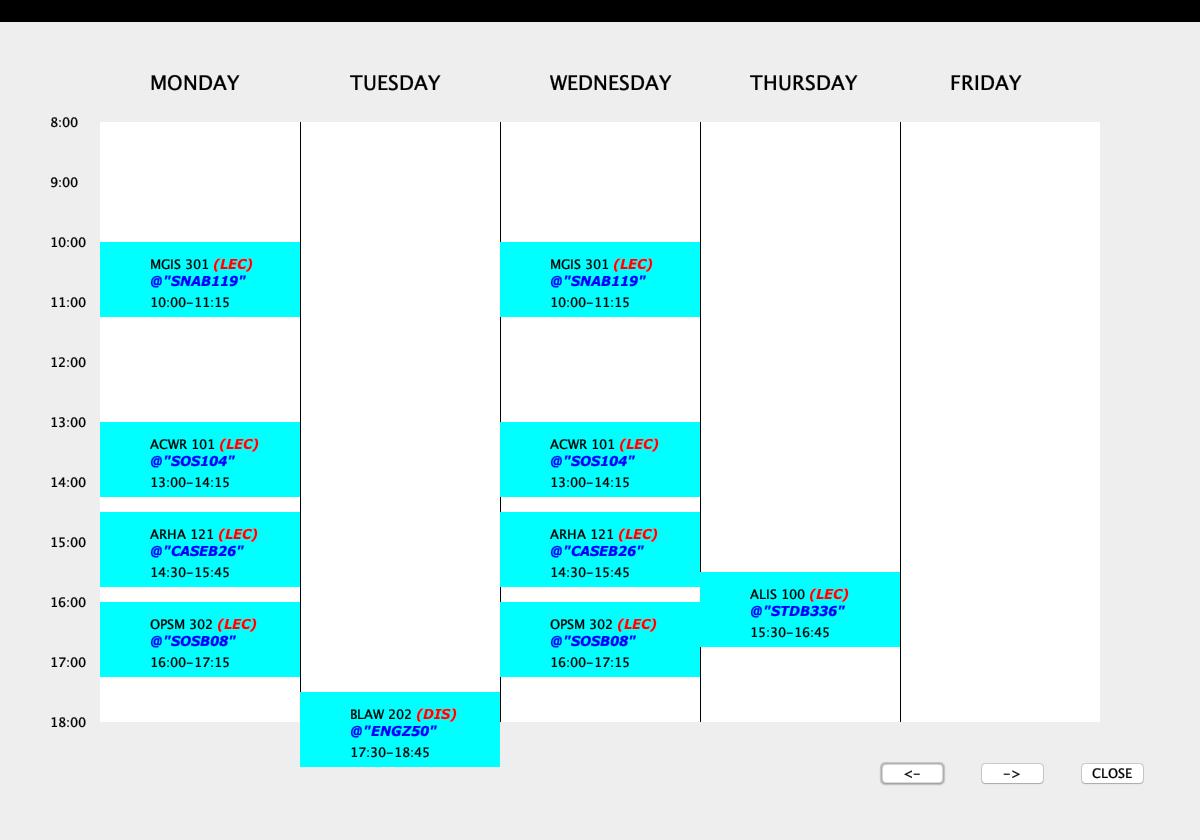 MONDAY TUESDAY WEDNESDAY THURSDAY FRIDAY
8:00
9:00
10:00
11:00
12:00
13:00
14:00
15:00
16:00
17:00
18:00
MGIS 301 (LEC)
@"SNAB119"
10:00-11:15
ACWR 101 (LEC)
@"SOS104"
13:00-14:15
ARHA 121 (LEC)
@"CASEB26"
14:30-15:45
OPSM 302 (LEC)
@"SOSB08"
16:00-17:15
BLAW 202 (DIS)
@"ENGZ50"
17:30-18:45
MGIS 301 (LEC)
@"SNAB119"
10:00-11:15
ACWR 101 (LEC)
@"SOS104"
13:00-14:15
ARHA 121 (LEC)
@"CASEB26"
14:30-15:45
OPSM 302 (LEC)
@"SOSB08"
16:00-17:15
ALIS 100 (LEC)
@"STDB336"
15:30-16:45
<- -> CLOSE